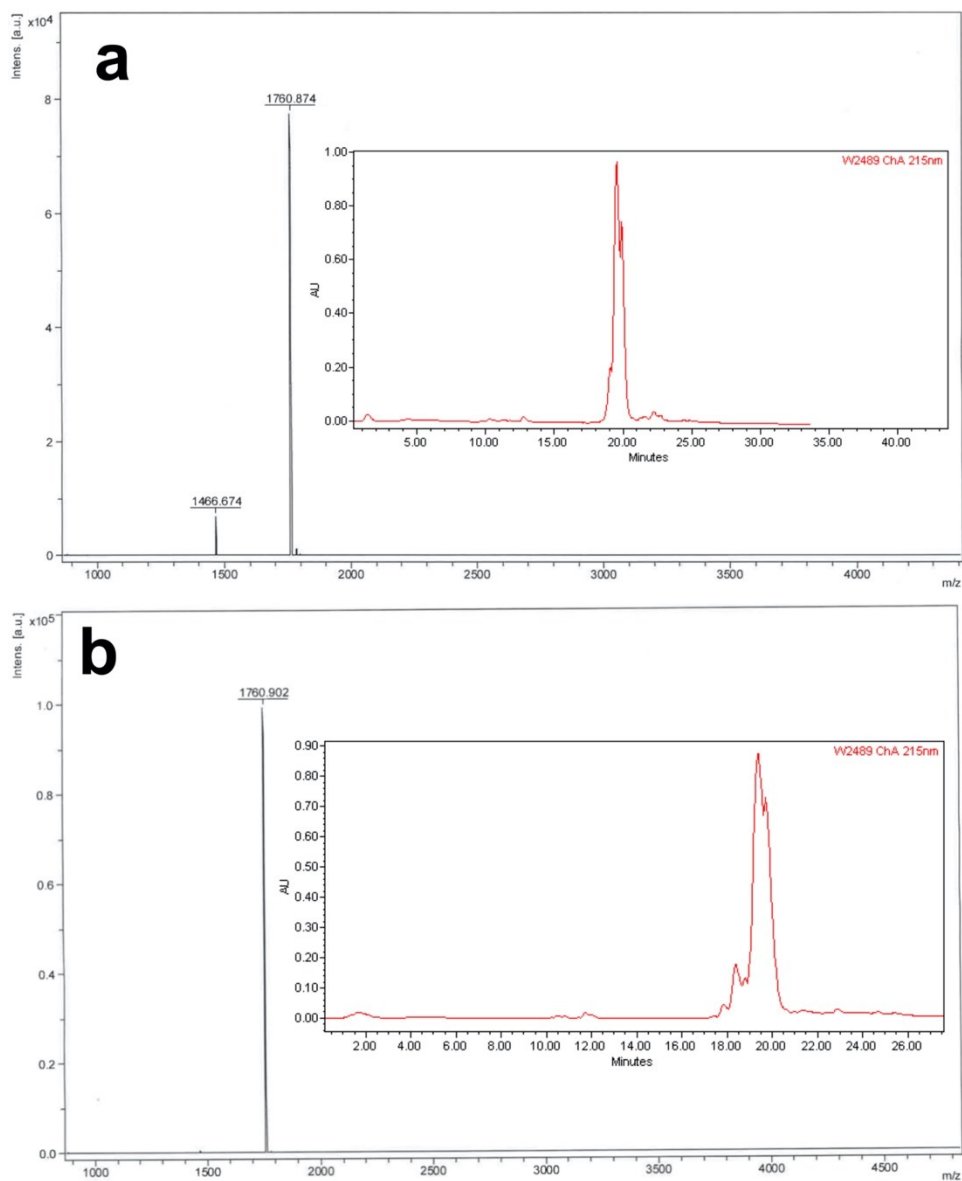 a
x10⁴
Intens. [a.u.]
8
6
4
2
0
1760.874
1466.674
1000 1500 2000 2500 3000 3500 4000
m/z
W2489 ChA 215nm
1.00
0.80
0.60
0.40
0.20
0.00
AU
5.00 10.00 15.00 20.00 25.00 30.00 35.00 40.00
Minutes
b
x10⁵
Intens. [a.u.]
1.0
0.8
0.6
0.4
0.2
0.0
1760.902
1000 1500 2000 2500 3000 3500 4000 4500
m/z
W2489 ChA 215nm
0.90
0.80
0.70
0.60
0.50
0.40
0.30
0.20
0.10
0.00
AU
2.00 4.00 6.00 8.00 10.00 12.00 14.00 16.00 18.00 20.00 22.00 24.00 26.00
Minutes